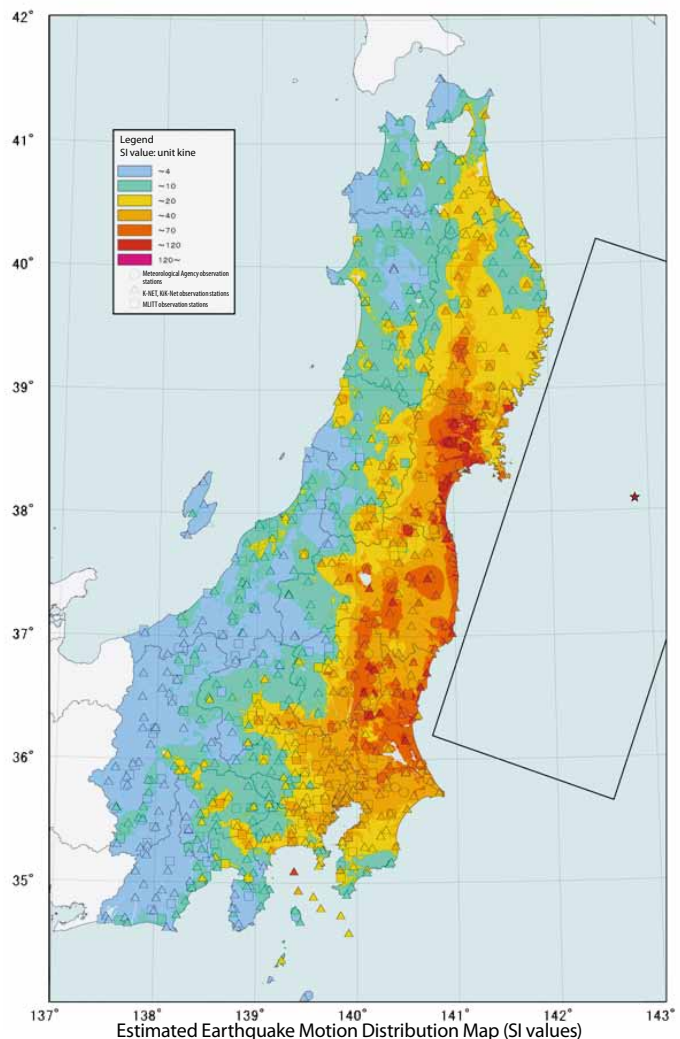 42°
41°
40°
39°
38°
37°
36°
35°
Legend
SI value: unit kine
~4
~10
~20
~40
~70
~120
120~
Meteorological Agency observation
stations
K-NET, KiK-Net observation stations
MLITT observation stations
137° 138° 139° 140° 141° 142° 143°
Estimated Earthquake Motion Distribution Map (SI values)